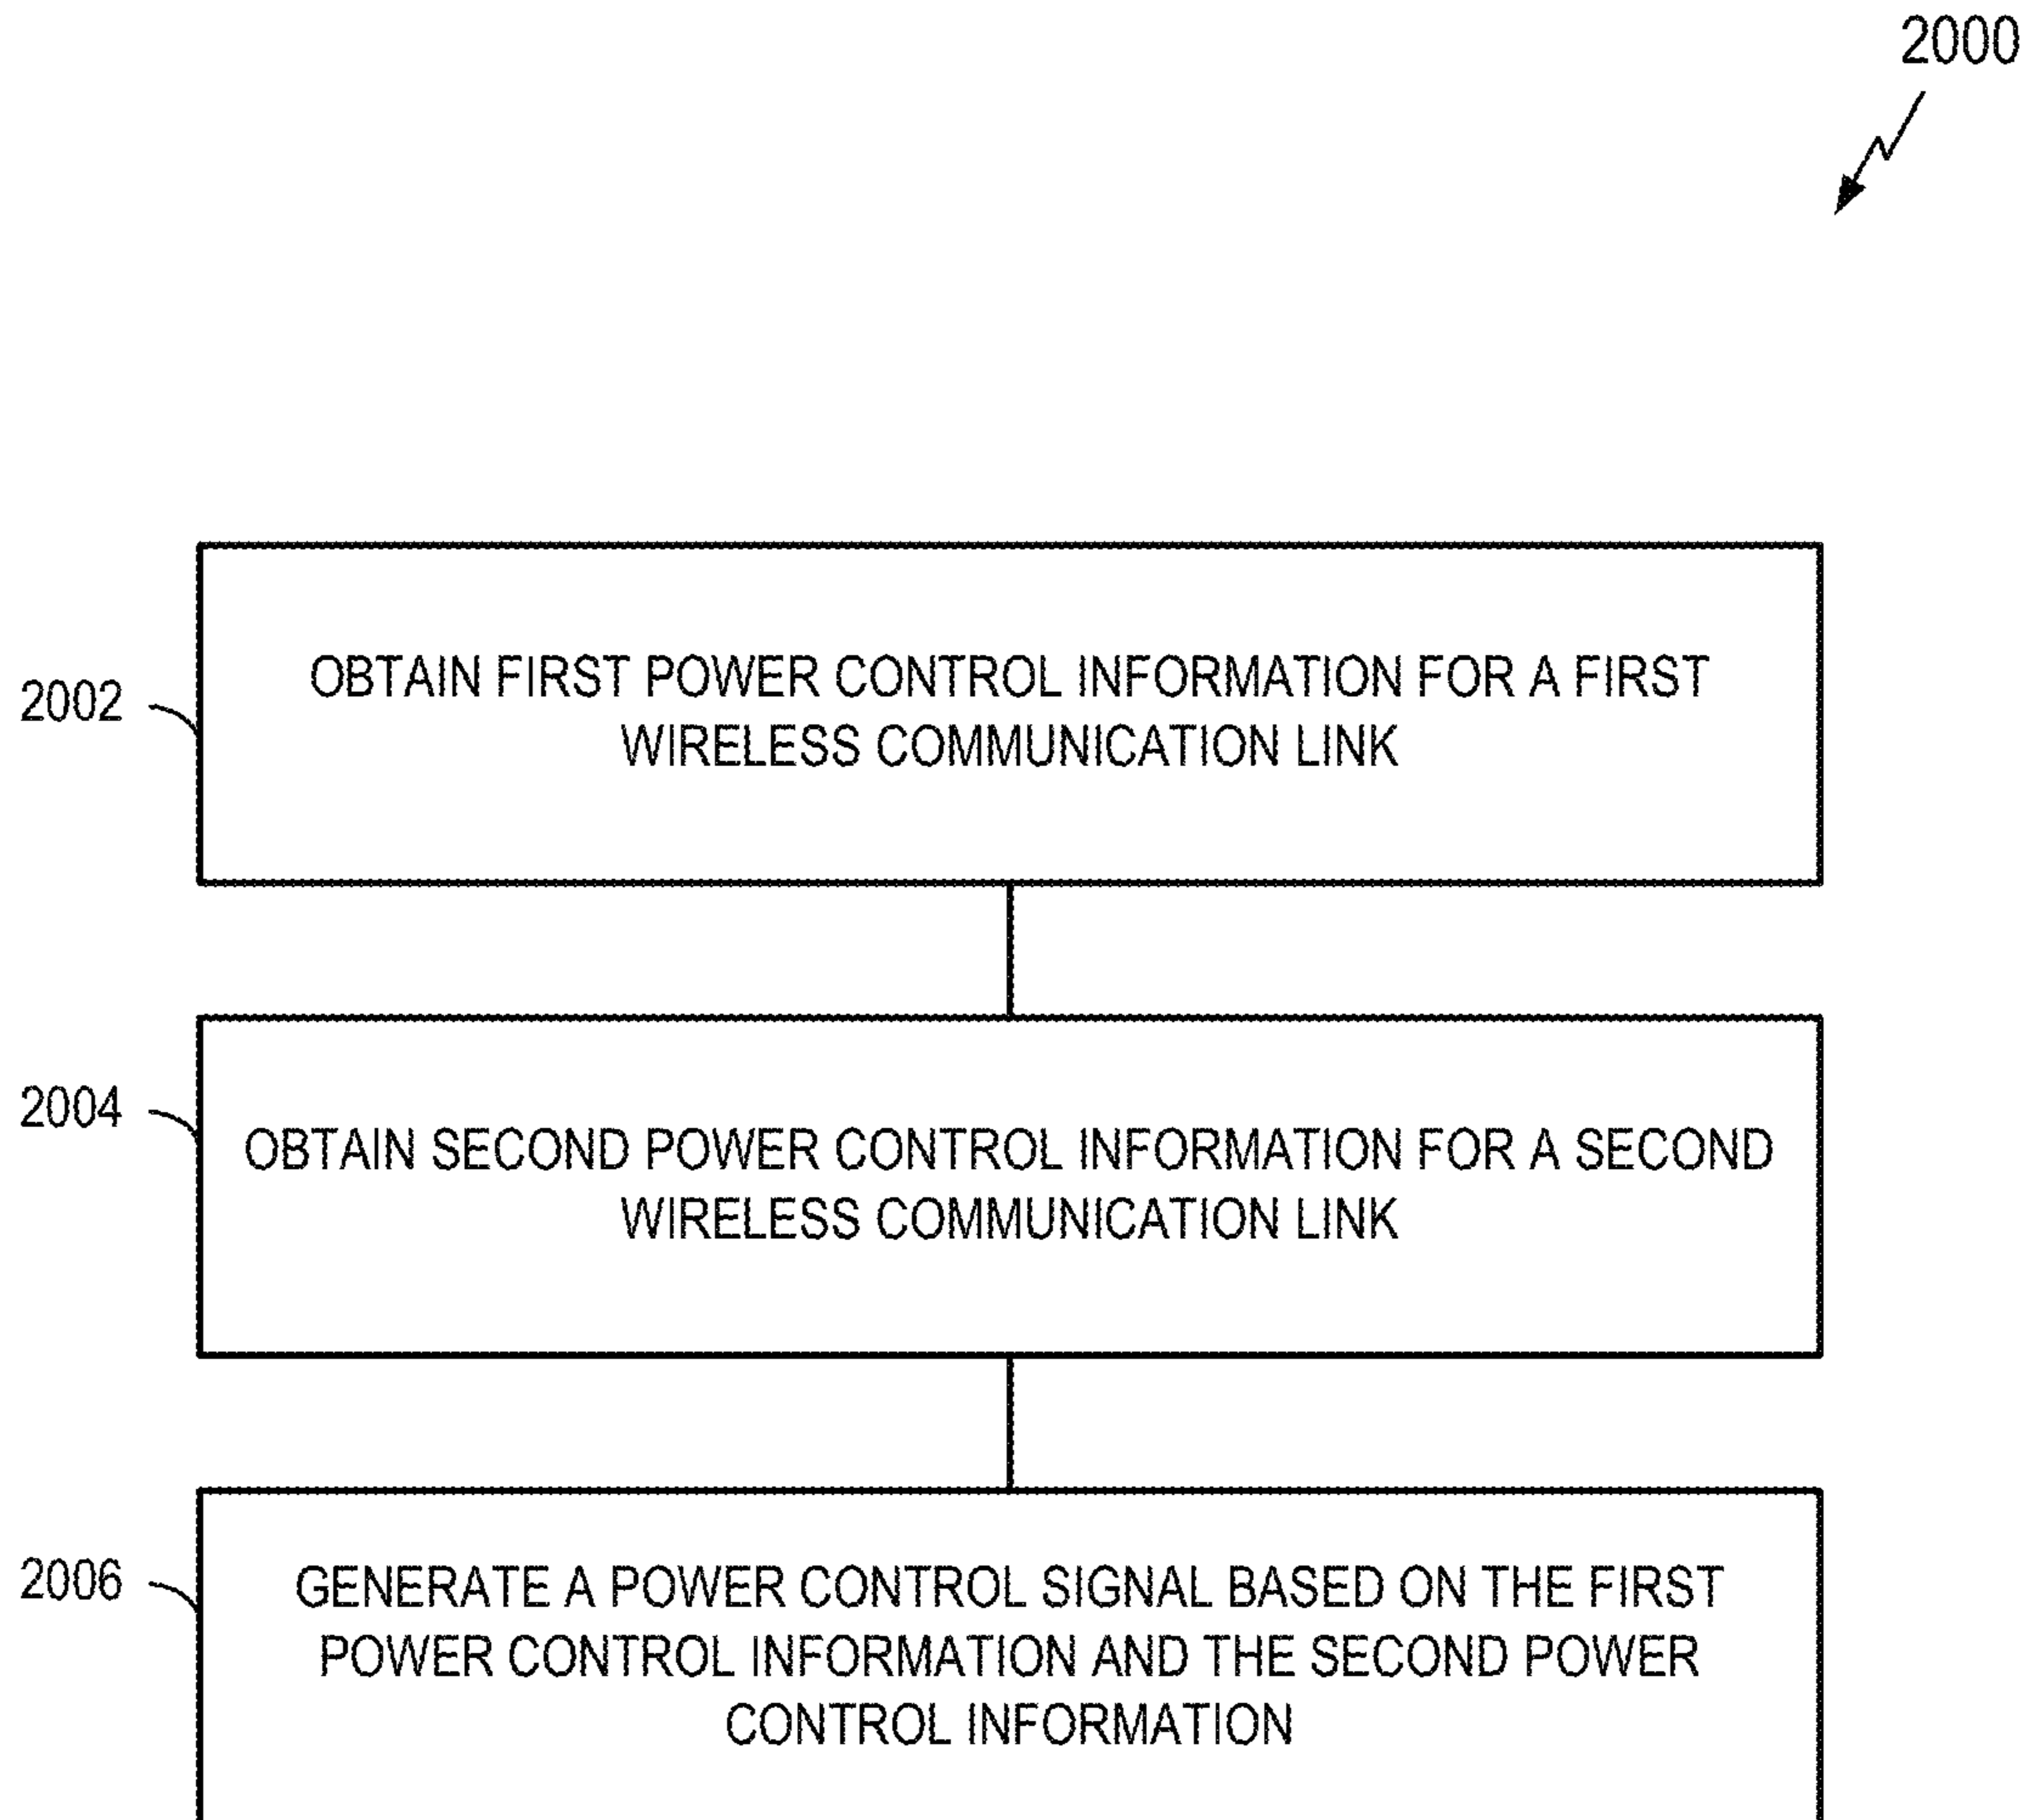 2000
2002
OBTAIN FIRST POWER CONTROL INFORMATION FOR A FIRST
WIRELESS COMMUNICATION LINK
2004
OBTAIN SECOND POWER CONTROL INFORMATION FOR A SECOND
WIRELESS COMMUNICATION LINK
2006
GENERATE A POWER CONTROL SIGNAL BASED ON THE FIRST
POWER CONTROL INFORMATION AND THE SECOND POWER
CONTROL INFORMATION